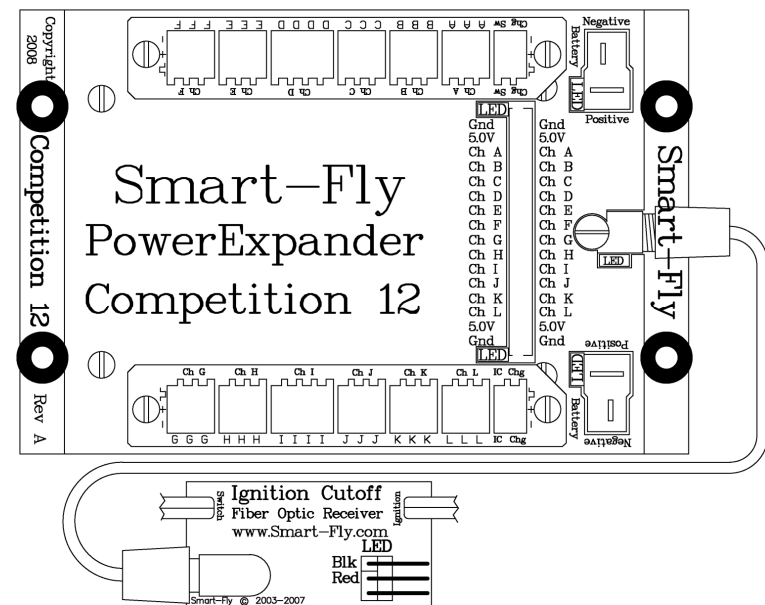 Copyright
2008
Competition 12
Rev A
F F F
E E E
D D D D
C C C
B B B
A A A
Chg Sw
Ch F
Ch E
Ch D
Ch C
Ch B
Ch A
Chg Sw
Negative
Battery
LED
Positive
Smart-Fly
PowerExpander
Competition 12
LED
Gnd
5.0V
Ch A
Ch B
Ch C
Ch D
Ch E
Ch F
Ch G
Ch H
Ch I
Ch J
Ch K
Ch L
5.0V
Gnd
LED
Gnd
5.0V
Ch A
Ch B
Ch C
Ch D
Ch E
Ch F
Ch G
Ch H
Ch I
Ch J
Ch K
Ch L
5.0V
Gnd
LED
Smart-Fly
Positive
LED
Battery
Negative
Ch G
Ch H
Ch I
Ch J
Ch K
Ch L
IC Chg
G G G
H H H
I I I I
J J J
K K K
L L L
IC Chg
Switch
Ignition Cutoff
Fiber Optic Receiver
www.Smart-Fly.com
Ignition
LED
Blk
Red
Smart-Fly © 2003-2007